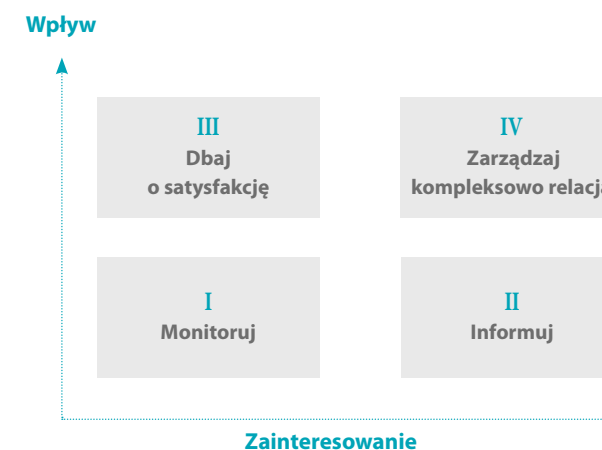 Wpływ
III
Dbaj
o satysfakcję
IV
Zarządzaj
kompleksowo
I
Monitoruj
II
Informuj
Zainteresowanie